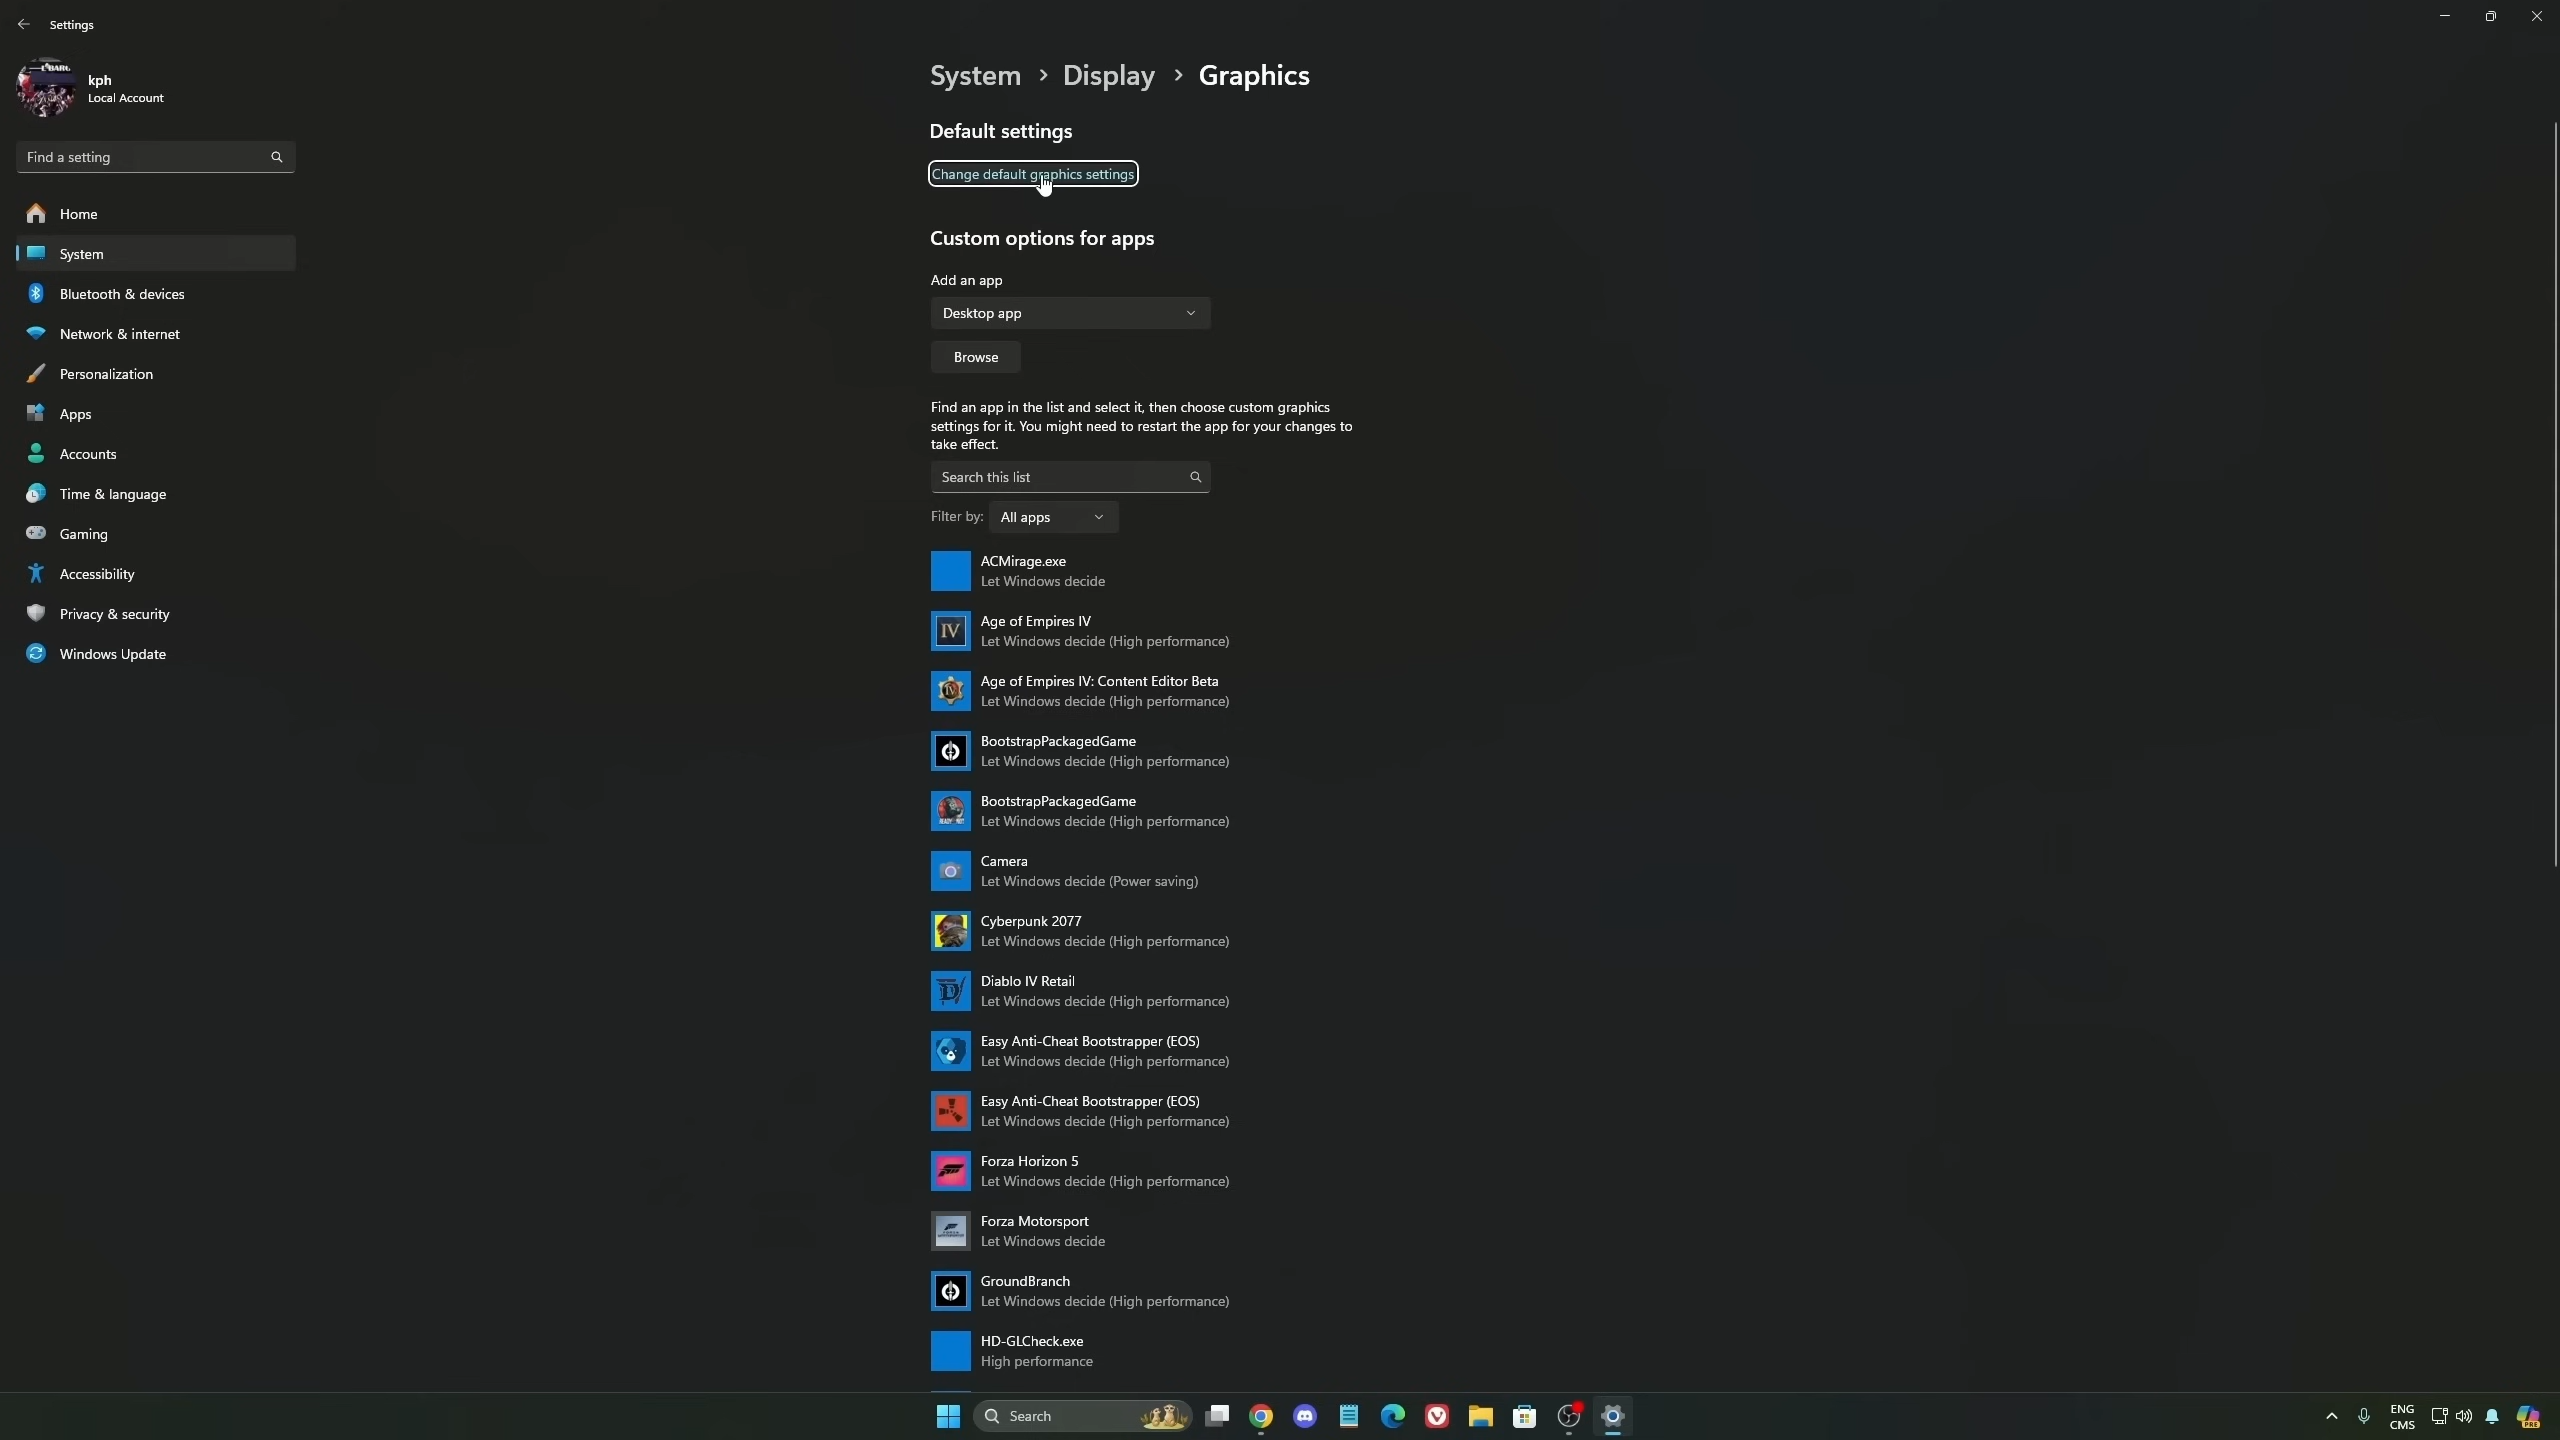 Settings
kph
Local Account
Find a setting
Home
System
Bluetooth & devices
Network & internet
Personalization
Apps
Accounts
Time & language
Gaming
Accessibility
Privacy & security
Windows Update
System > Display > Graphics
Default settings
Change default graphics settings
Custom options for apps
Add an app
Desktop app
Browse
Find an app in the list and select it, then choose custom graphics
settings for it. You might need to restart the app for your changes to
take effect.
Search this list
Filter by: All apps
ACMirage.exe
Let Windows decide
Age of Empires IV
Let Windows decide (High performance)
Age of Empires IV: Content Editor Beta
Let Windows decide (High performance)
BootstrapPackagedGame
Let Windows decide (High performance)
BootstrapPackagedGame
Let Windows decide (High performance)
Camera
Let Windows decide (Power saving)
Cyberpunk 2077
Let Windows decide (High performance)
Diablo IV Retail
Let Windows decide (High performance)
Easy Anti-Cheat Bootstrapper (EOS)
Let Windows decide (High performance)
Easy Anti-Cheat Bootstrapper (EOS)
Let Windows decide (High performance)
Forza Horizon 5
Let Windows decide (High performance)
Forza Motorsport
Let Windows decide
GroundBranch
Let Windows decide (High performance)
HD-GLCheck.exe
High performance
Search
ENG
CMS